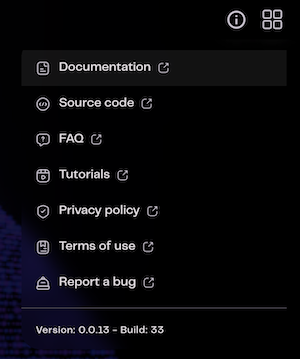 Documentation
Source code
FAQ
Tutorials
Privacy policy
Terms of use
Report a bug
Version: 0.0.13 - Build: 33